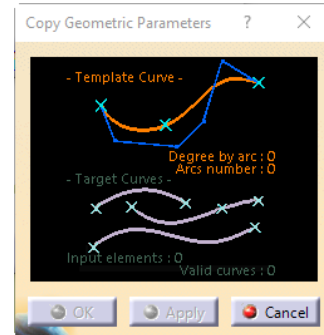 Copy Geometric Parameters ?
- Template Curve -
Degree by arc : 0
Arcs number : 0
- Target Curves -
Input elements : 0
Valid curves : 0
OK Apply Cancel